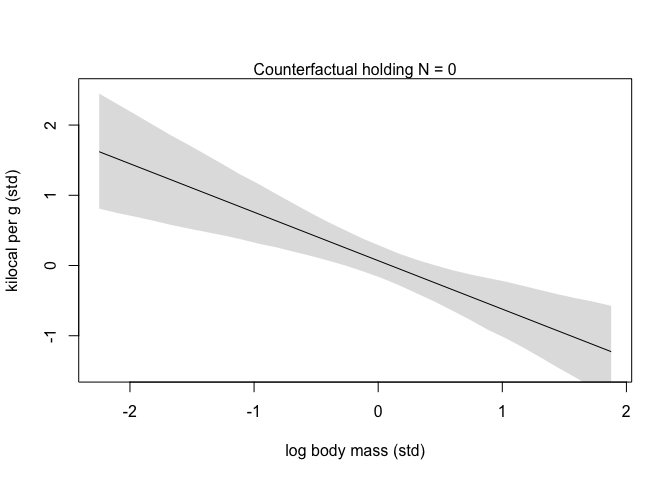 Counterfactual holding N = 0
kilocal per g (std)
2
1
0
-1
-2 -1 0 1 2
log body mass (std)